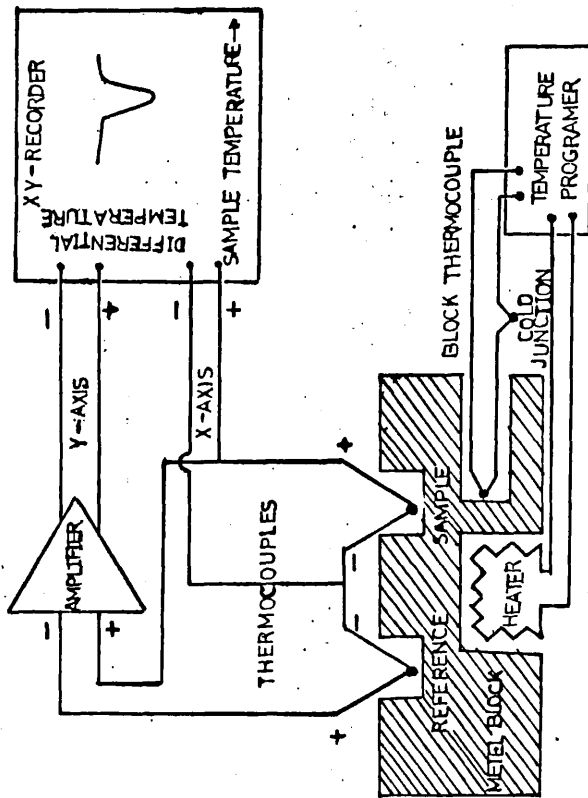 XY-RECORDER
DIFFERENTIAL
TEMPERATURE
SAMPLE TEMPERATURE→
−
+
−
+
Y-AXIS
X-AXIS
AMPLIFIER
−
+
THERMOCOUPLES
+
−
−
+
REFERENCE
SAMPLE
METEL BLOCK
HEATER
BLOCK THERMOCOUPLE
COLD
JUNCTION
TEMPERATURE
PROGRAMER